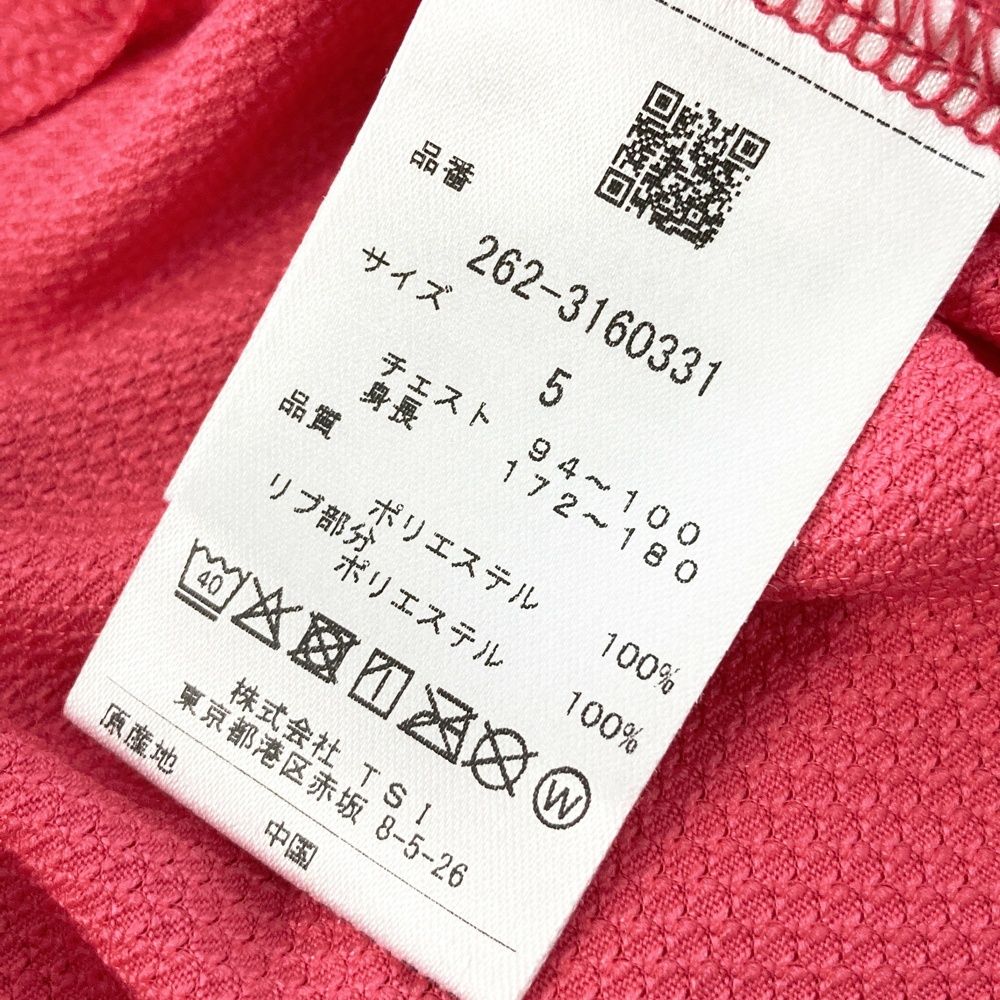 品番
262-3160331
サイズ
5
チェスト 94～100
身長 172～180
品質
ポリエステル 100%
リブ部分
ポリエステル 100%
40
W
株式会社 TSI
東京都港区赤坂 8-5-26
原産地
中国